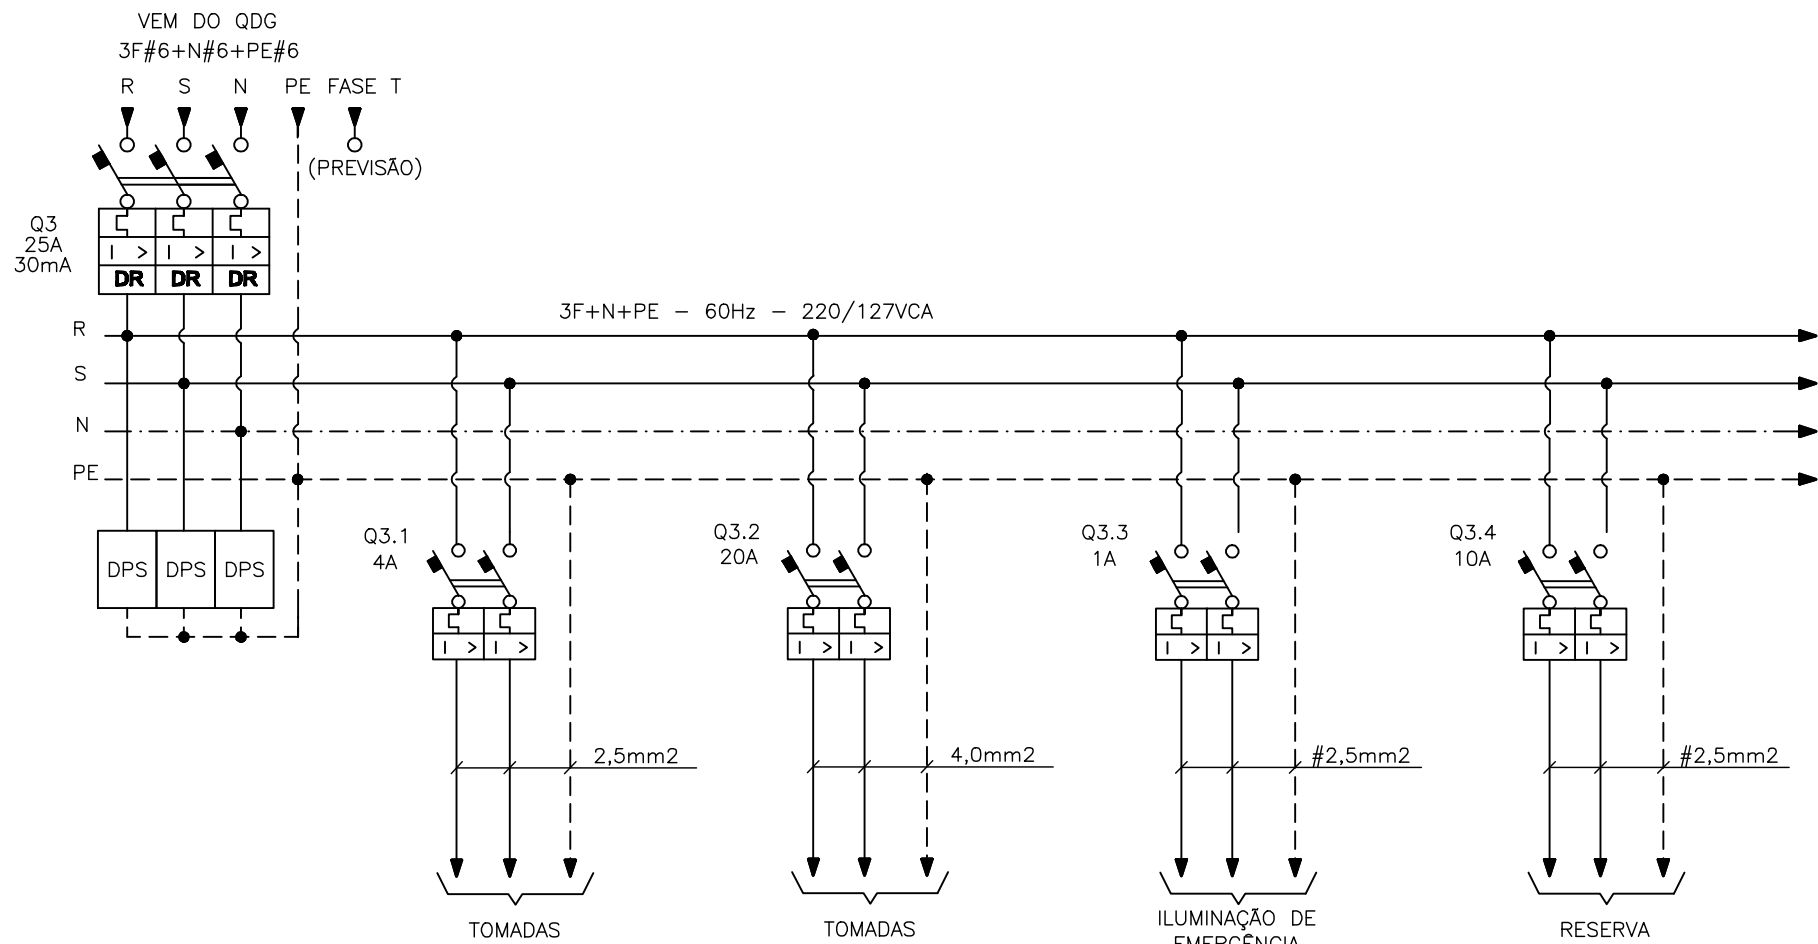 VEM DO QDG
3F#6+N#6+PE#6
R S N PE FASE T
(PREVISÃO)
Q3
25A
30mA
I > I > I >
DR DR DR
3F+N+PE – 60Hz – 220/127VCA
R
S
N
PE
Q3.1
4A
Q3.2
20A
Q3.3
1A
Q3.4
10A
DPS DPS DPS
I > I > I > I > I > I > I > I >
2,5mm2
4,0mm2
#2,5mm2
#2,5mm2
TOMADAS
TOMADAS
ILUMINAÇÃO DE
EMERGÊNCIA
RESERVA